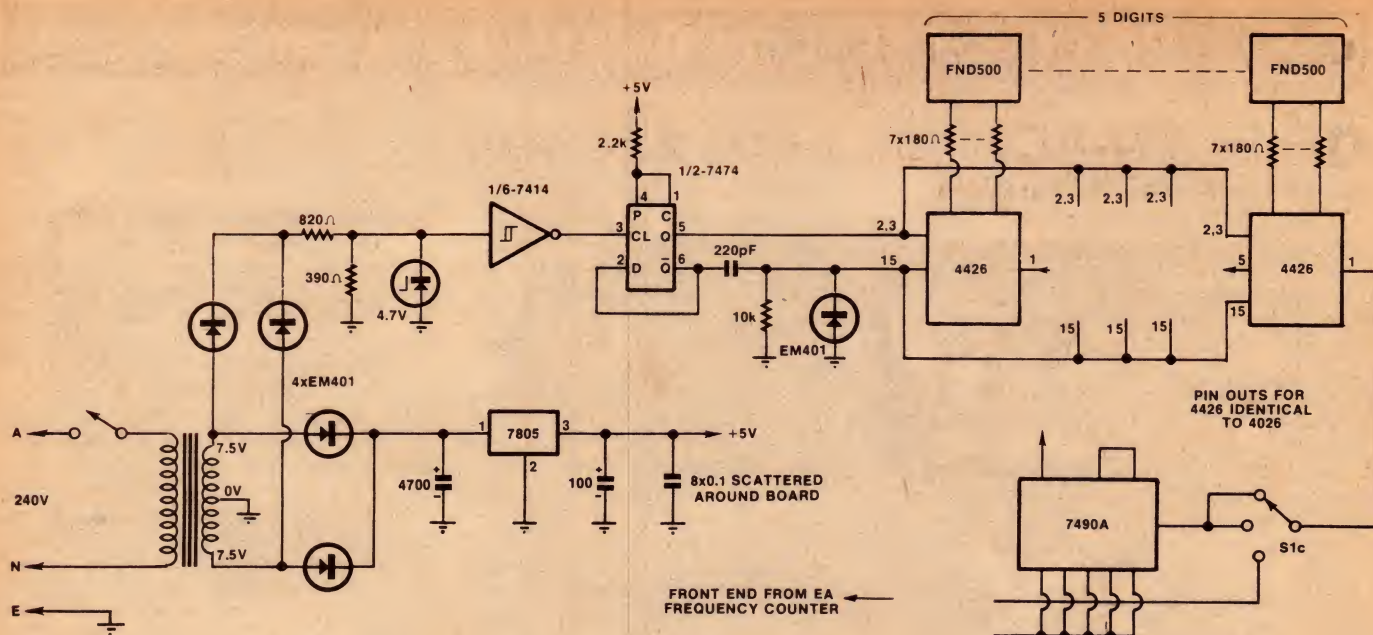 5 DIGITS
FND500
FND500
+5V
2.2k
7x180Ω
7x180Ω
1/2-7474
1/6-7414
4
1
2.3
2.3
2.3
820Ω
P
C
3
CL
Q
5
2.3
2,3
220pF
2
D
Q̅
6
15
4426
1
5
4426
1
390Ω
4.7V
10k
15
15
15
15
EM401
4xEM401
PIN OUTS FOR
4426 IDENTICAL
TO 4026
A
7.5V
1
7805
3
+5V
240V
0V
2
4700
+
-
100
+
-
8x0.1 SCATTERED
AROUND BOARD
7490A
S1c
7.5V
N
FRONT END FROM EA
FREQUENCY COUNTER
E